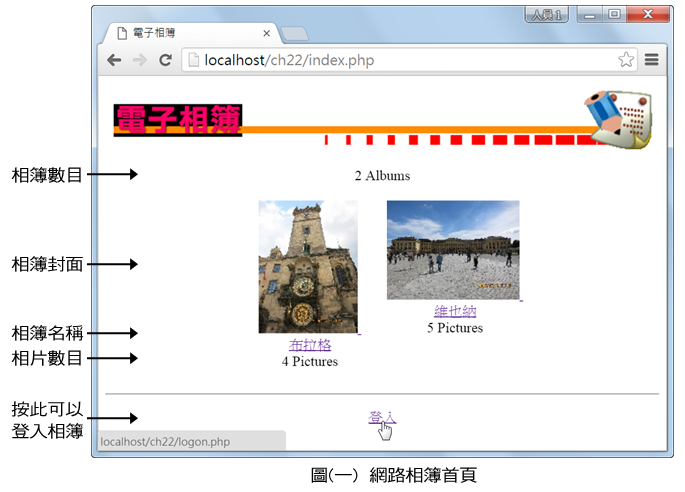 人員 1
電子相簿
localhost/ch22/index.php
電子相簿
相簿數目
2 Albums
相簿封面
相簿名稱
布拉格
維也納
相片數目
4 Pictures
5 Pictures
按此可以
登入相簿
登入
localhost/ch22/logon.php
圖(一) 網路相簿首頁